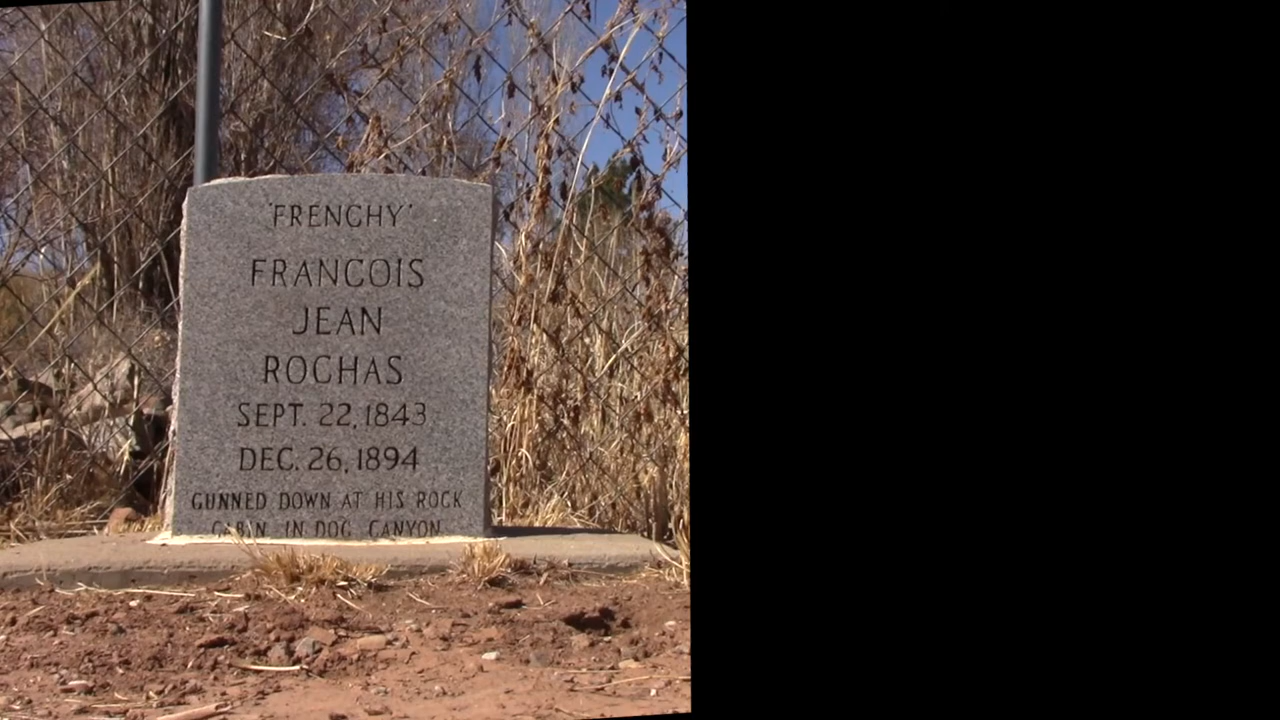 'FRENCHY'
FRANCOIS
JEAN
ROCHAS
SEPT. 22, 1843
DEC. 26, 1894
GUNNED DOWN AT HIS ROCK
CABIN IN DOG CANYON